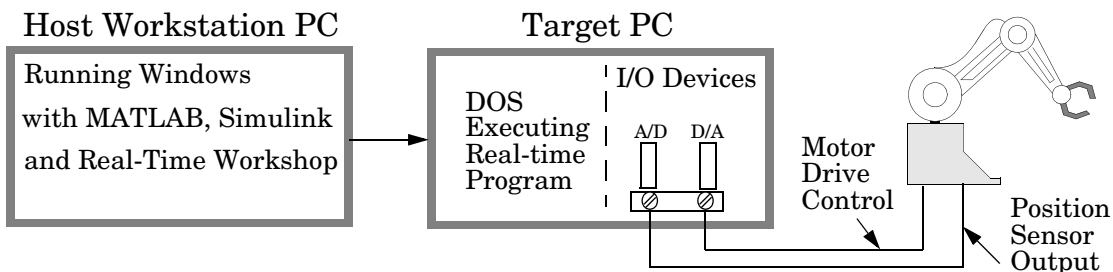 Host Workstation PC
Running Windows
with MATLAB, Simulink
and Real-Time Workshop
Target PC
DOS
Executing
Real-time
Program
I/O Devices
A/D D/A
Motor
Drive
Control
Position
Sensor
Output